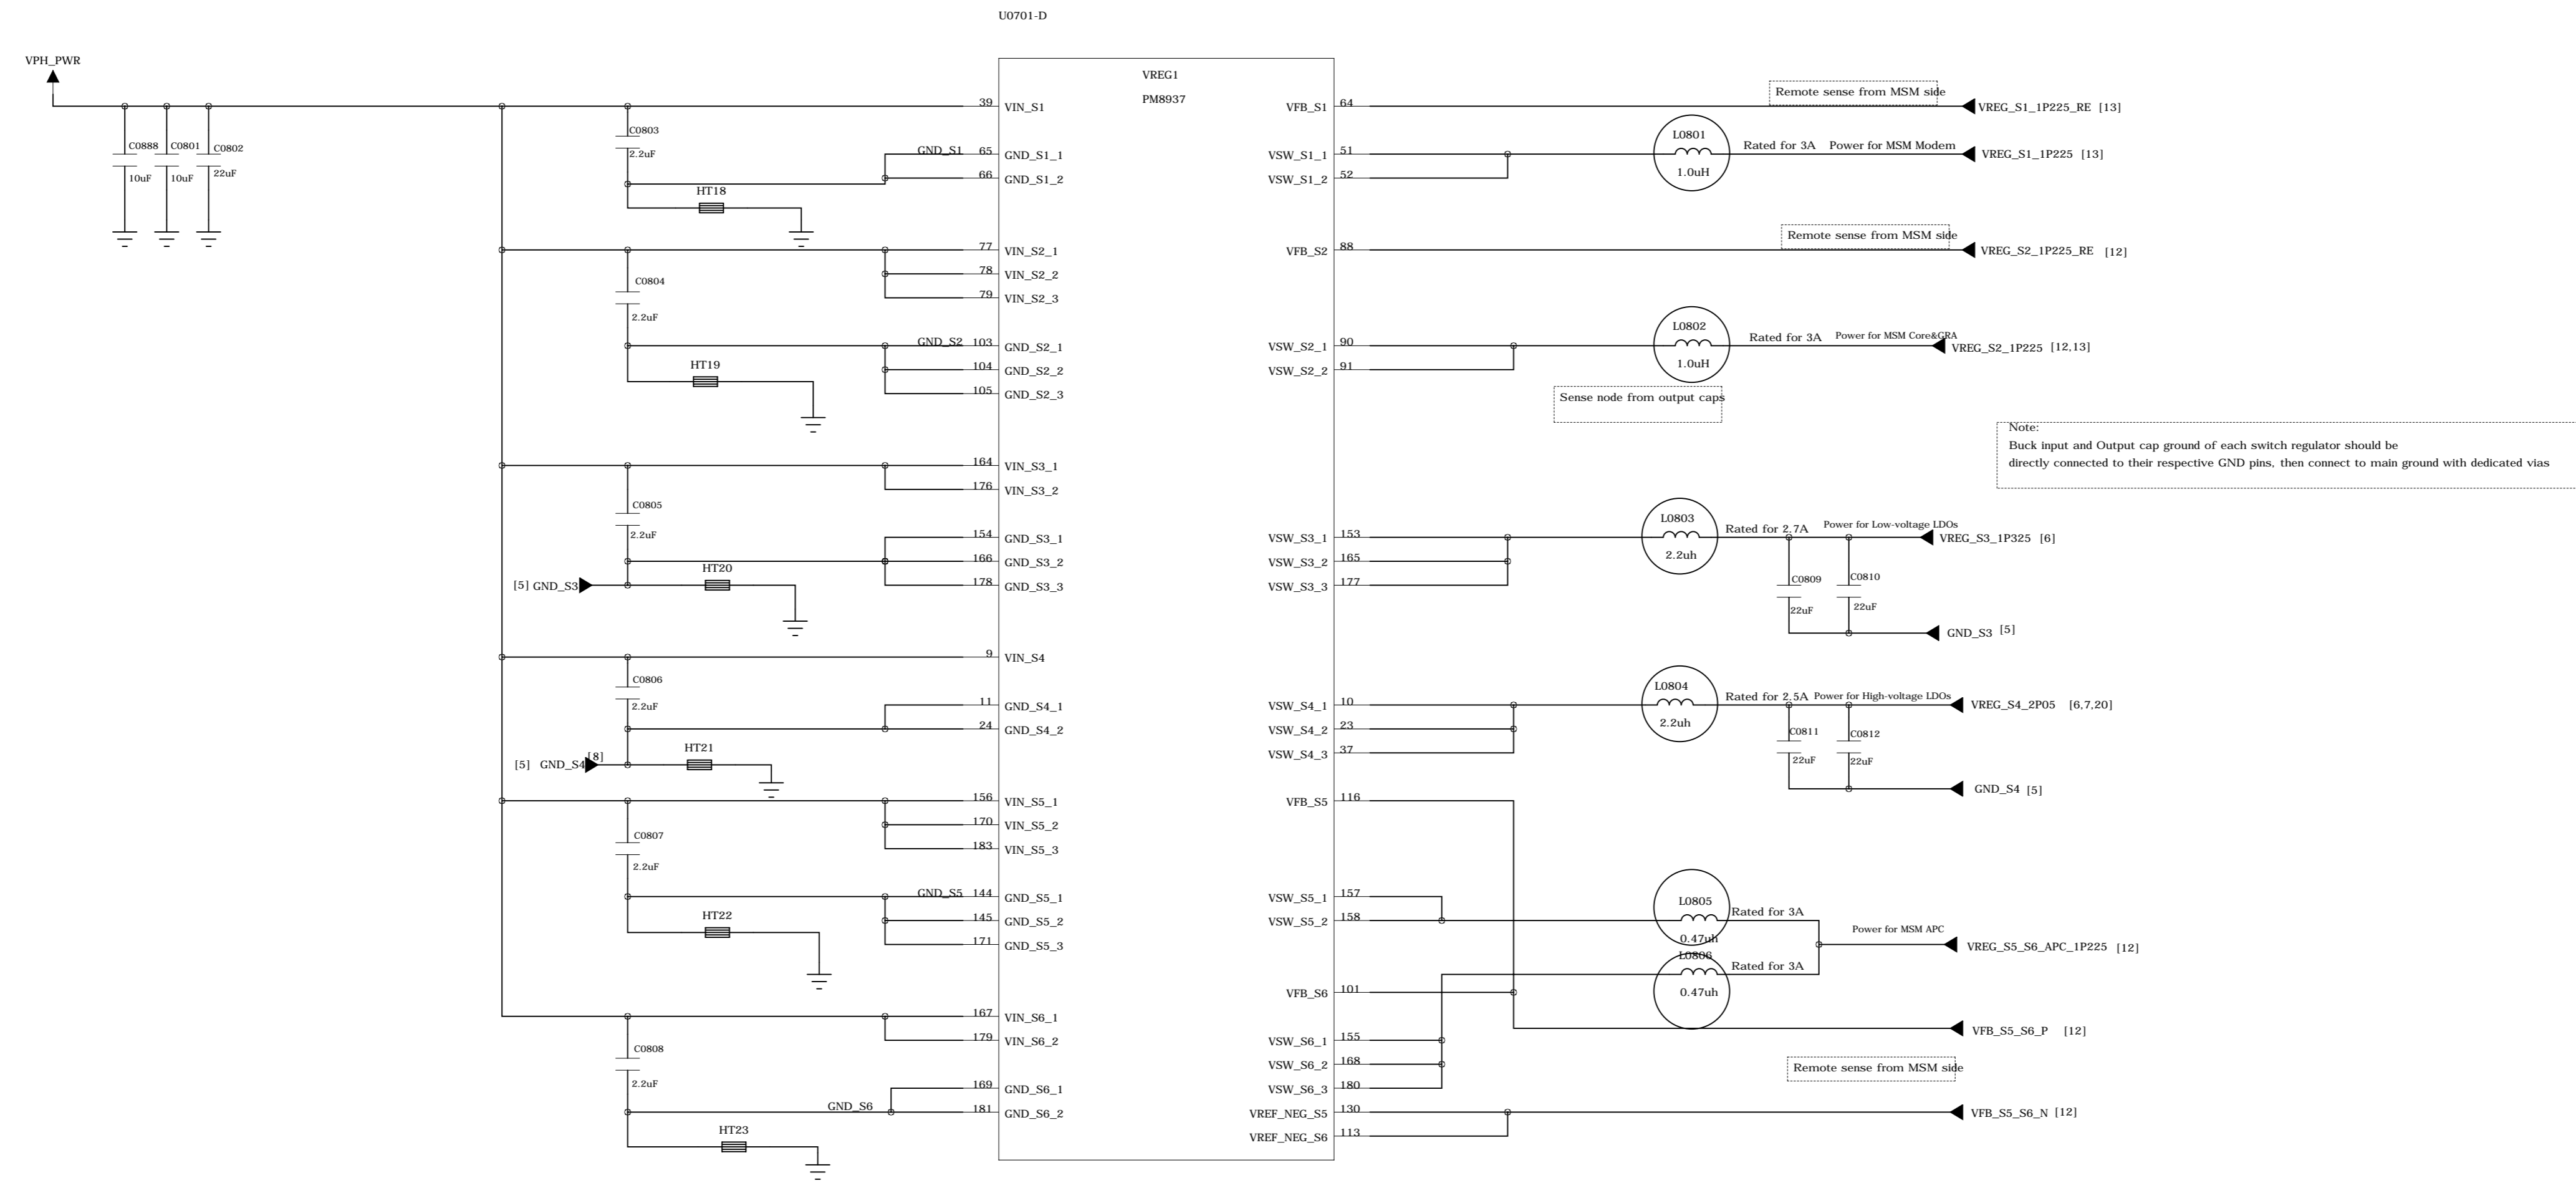 U0701-D
VPH_PWR
VREG1
PM8937
C0888
10uF
C0801
10uF
C0802
22uF
C0803
2.2uF
HT18
39 VIN_S1
GND_S1 65 GND_S1_1
66 GND_S1_2
C0804
2.2uF
HT19
77 VIN_S2_1
78 VIN_S2_2
79 VIN_S2_3
GND_S2 103 GND_S2_1
104 GND_S2_2
105 GND_S2_3
C0805
2.2uF
[5] GND_S3
HT20
164 VIN_S3_1
176 VIN_S3_2
154 GND_S3_1
166 GND_S3_2
178 GND_S3_3
C0806
2.2uF
[5] GND_S4
[8]
HT21
9 VIN_S4
11 GND_S4_1
24 GND_S4_2
C0807
2.2uF
HT22
156 VIN_S5_1
170 VIN_S5_2
183 VIN_S5_3
GND_S5 144 GND_S5_1
145 GND_S5_2
171 GND_S5_3
C0808
2.2uF
GND_S6
HT23
167 VIN_S6_1
179 VIN_S6_2
169 GND_S6_1
181 GND_S6_2
VFB_S1 64
Remote sense from MSM side
VREG_S1_1P225_RE [13]
VSW_S1_1 51
VSW_S1_2 52
L0801
1.0uH
Rated for 3A Power for MSM Modem
VREG_S1_1P225 [13]
VFB_S2 88
Remote sense from MSM side
VREG_S2_1P225_RE [12]
VSW_S2_1 90
VSW_S2_2 91
L0802
1.0uH
Rated for 3A Power for MSM Core&GRA
VREG_S2_1P225 [12,13]
Sense node from output caps
Note:
Buck input and Output cap ground of each switch regulator should be
directly connected to their respective GND pins, then connect to main ground with dedicated vias
VSW_S3_1 153
VSW_S3_2 165
VSW_S3_3 177
L0803
2.2uh
Rated for 2.7A Power for Low-voltage LDOs
VREG_S3_1P325 [6]
C0809
22uF
C0810
22uF
GND_S3 [5]
VSW_S4_1 10
VSW_S4_2 23
VSW_S4_3 37
L0804
2.2uh
Rated for 2.5A Power for High-voltage LDOs
VREG_S4_2P05 [6,7,20]
C0811
22uF
C0812
22uF
GND_S4 [5]
VFB_S5 116
VSW_S5_1 157
VSW_S5_2 158
L0805
0.47uh
Rated for 3A
Power for MSM APC
VREG_S5_S6_APC_1P225 [12]
L0806
0.47uh
Rated for 3A
VFB_S6 101
VFB_S5_S6_P [12]
VSW_S6_1 155
VSW_S6_2 168
VSW_S6_3 180
Remote sense from MSM side
VREF_NEG_S5 130
VREF_NEG_S6 113
VFB_S5_S6_N [12]